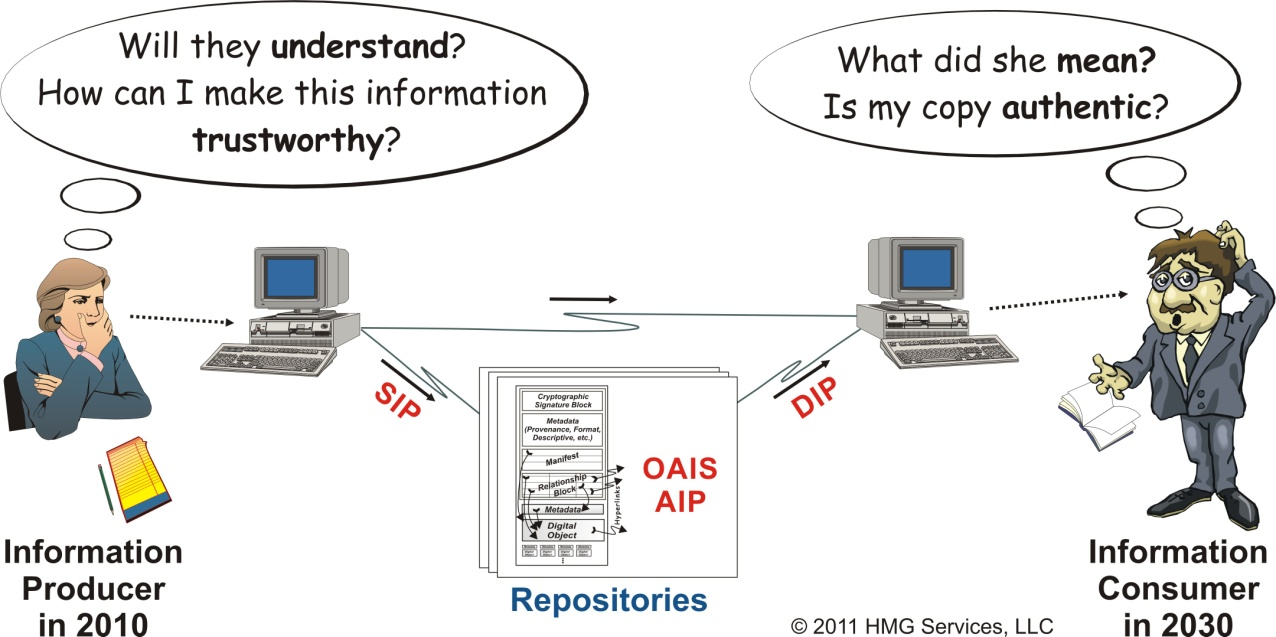 Will they understand?
How can I make this information
trustworthy?
What did she mean?
Is my copy authentic?
SIP
DIP
Cryptographic
Signature Block
Metadata
(Provenance, Format,
Descriptive, etc.)
Manifest
Relationship
Block
Metadata
Digital
Object
Hyperlinks
OAIS
AIP
Repositories
Information
Producer
in 2010
Information
Consumer
in 2030
© 2011 HMG Services, LLC